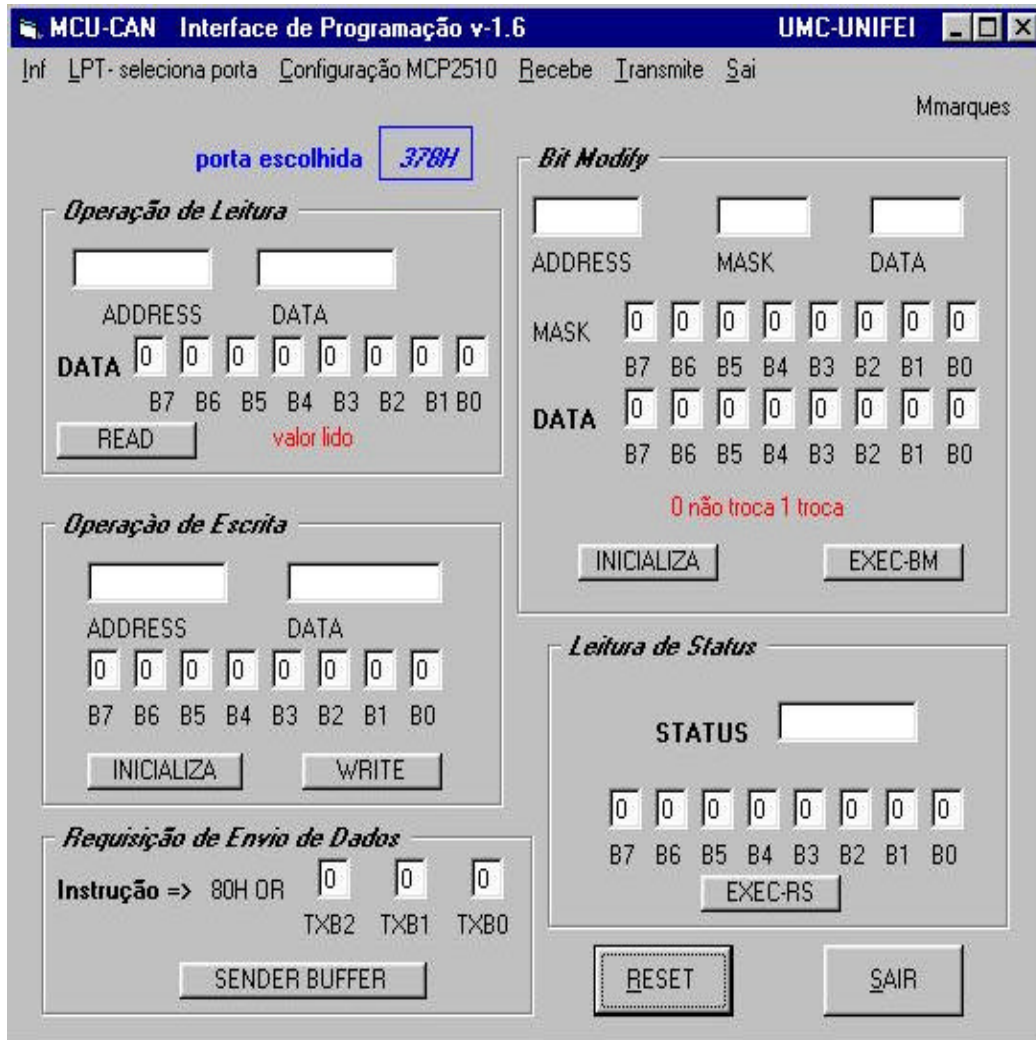 MCU-CAN Interface de Programação v-1.6 UMC-UNIFEI
Inf LPT- seleciona porta Configuração MCP2510 Recebe Transmite Sai
Mmarques
porta escolhida 378H
Operação de Leitura
ADDRESS DATA
DATA 0 0 0 0 0 0 0 0
B7 B6 B5 B4 B3 B2 B1 B0
READ valor lido
Operaçào de Escrita
ADDRESS DATA
0 0 0 0 0 0 0 0
B7 B6 B5 B4 B3 B2 B1 B0
INICIALIZA WRITE
Requisição de Envio de Dados
Instrução => 80H OR 0 0 0
TXB2 TXB1 TXB0
SENDER BUFFER
Bit Modify
ADDRESS MASK DATA
MASK 0 0 0 0 0 0 0 0
B7 B6 B5 B4 B3 B2 B1 B0
DATA 0 0 0 0 0 0 0 0
B7 B6 B5 B4 B3 B2 B1 B0
0 não troca 1 troca
INICIALIZA EXEC-BM
Leitura de Status
STATUS
0 0 0 0 0 0 0 0
B7 B6 B5 B4 B3 B2 B1 B0
EXEC-RS
RESET SAIR